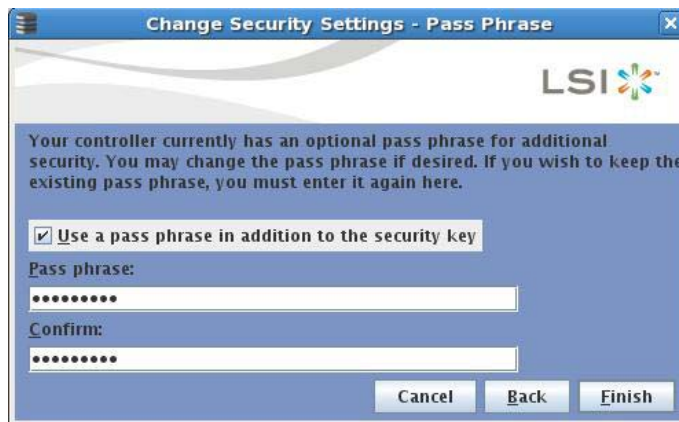 Change Security Settings - Pass Phrase
LSI
Your controller currently has an optional pass phrase for additional
security. You may change the pass phrase if desired. If you wish to keep the
existing pass phrase, you must enter it again here.
Use a pass phrase in addition to the security key
Pass phrase:
•••••••••
Confirm:
•••••••••
Cancel Back Finish